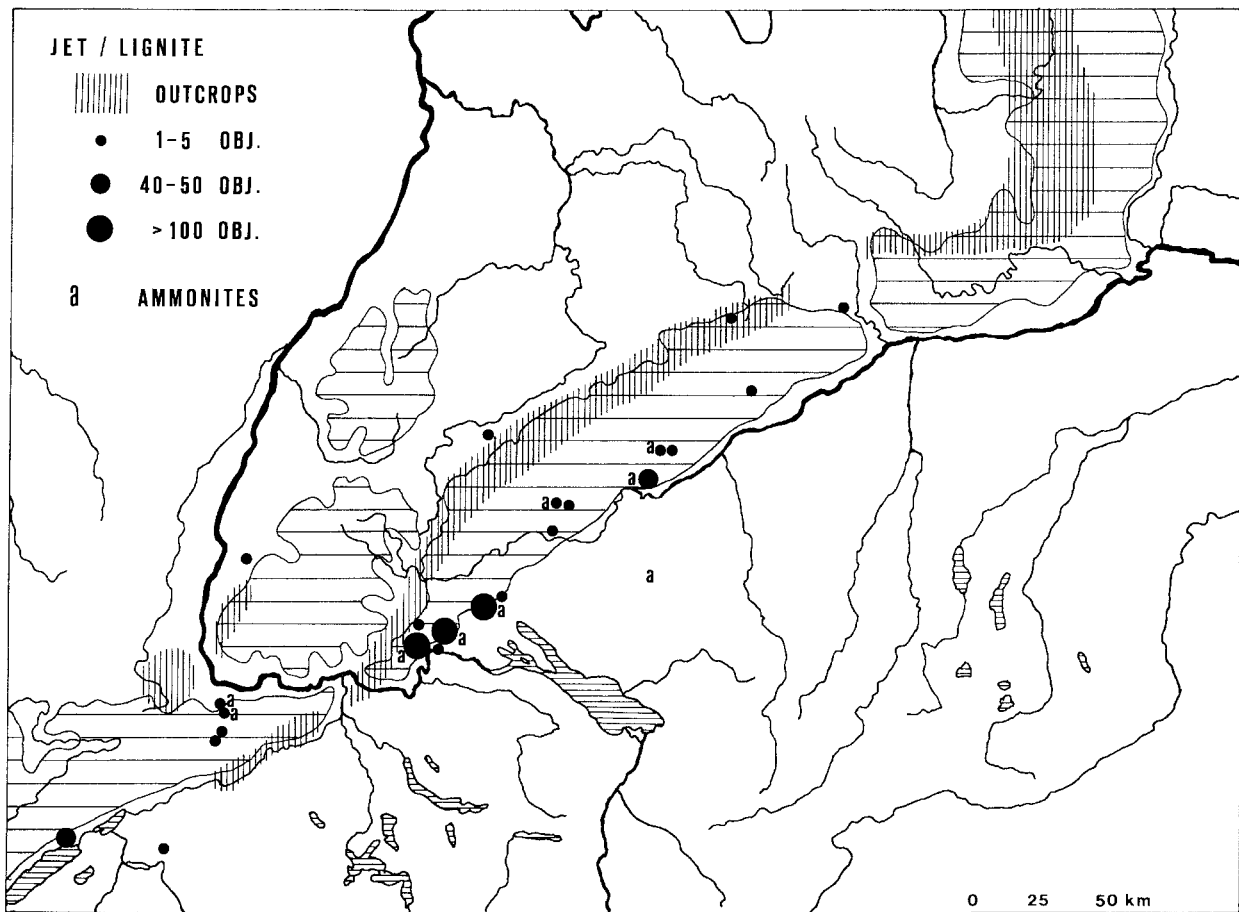 JET / LIGNITE
OUTCROPS
1-5 OBJ.
40-50 OBJ.
>100 OBJ.
a AMMONITES
a
a
a
a
a
a
a
a
a
0 25 50 km